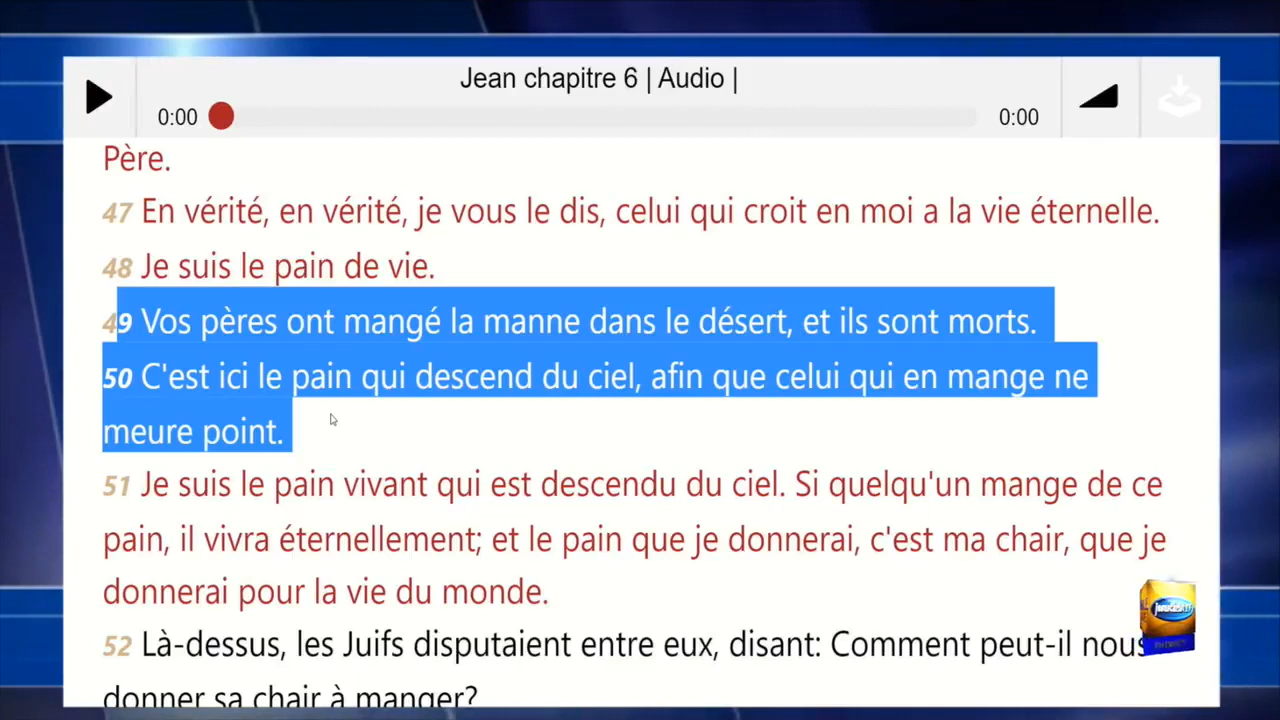 Jean chapitre 6 | Audio |
0:00 0:00
Père.
47 En vérité, en vérité, je vous le dis, celui qui croit en moi a la vie éternelle.
48 Je suis le pain de vie.
49 Vos pères ont mangé la manne dans le désert, et ils sont morts.
50 C'est ici le pain qui descend du ciel, afin que celui qui en mange ne
meure point.
51 Je suis le pain vivant qui est descendu du ciel. Si quelqu'un mange de ce
pain, il vivra éternellement; et le pain que je donnerai, c'est ma chair, que je
donnerai pour la vie du monde.
52 Là-dessus, les Juifs disputaient entre eux, disant: Comment peut-il nous
donner sa chair à manger?